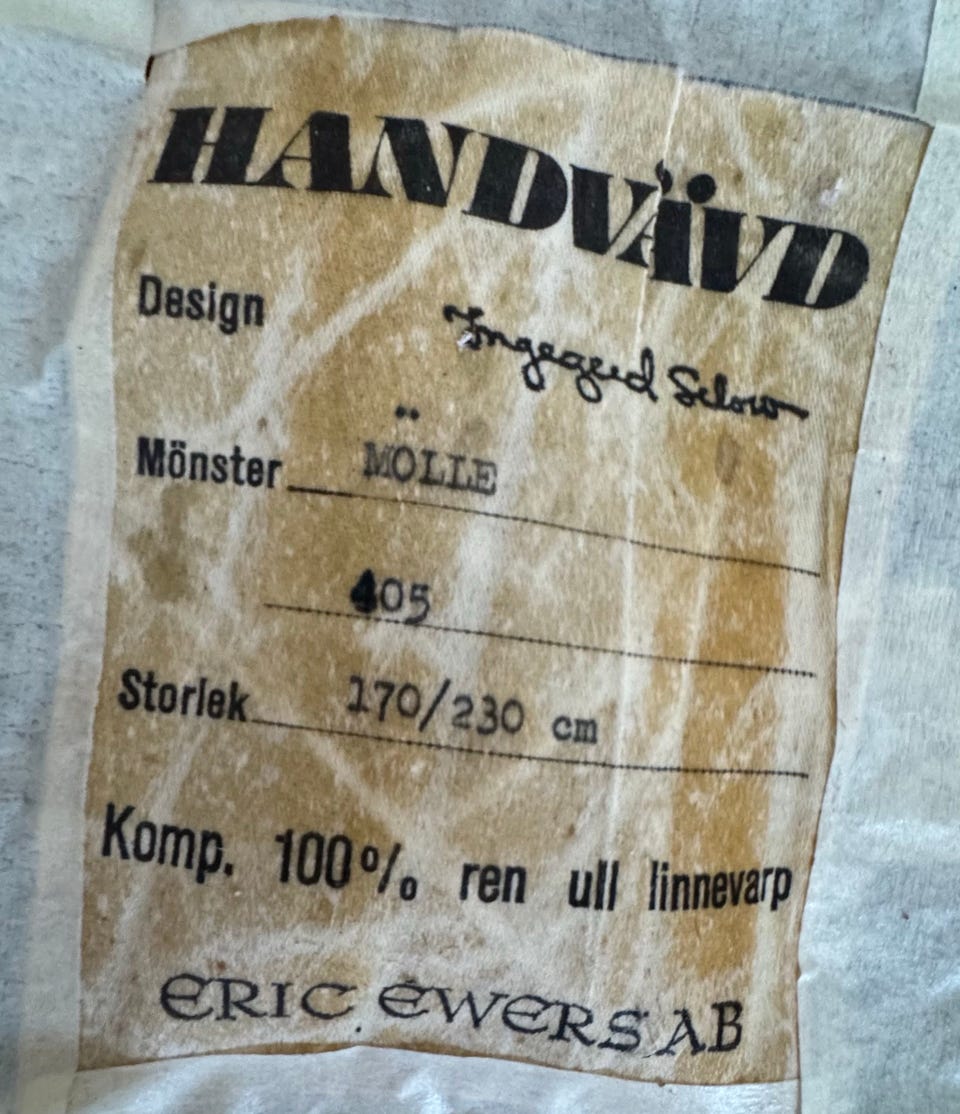 HANDVÄVD
Design Ingegerd Silow
Mönster MÖLLE
405
Storlek 170/230 cm
Komp. 100% ren ull linnevarp
ERIC EWERS AB